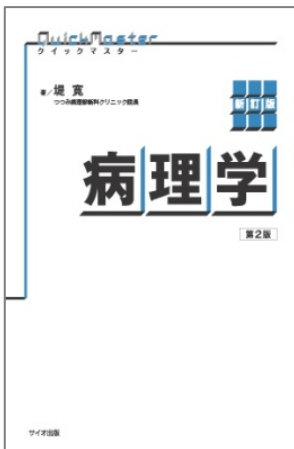 QuickMaster
クイックマスター
著／堤 寛
つつみ病理診断科クリニック院長
新訂版
病理学
第2版
サイオ出版